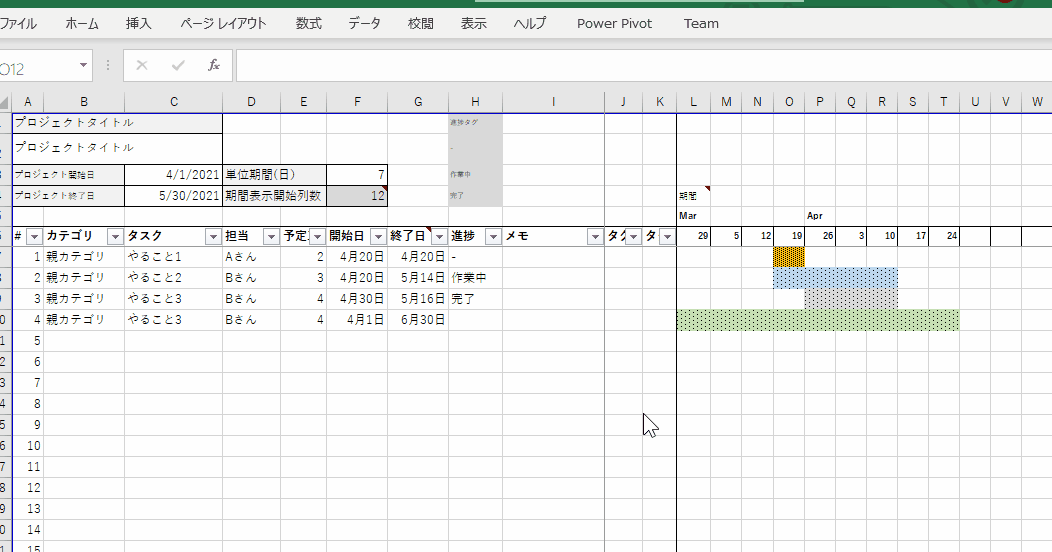 ファイル ホーム 挿入 ページ レイアウト 数式 データ 校閲 表示 ヘルプ Power Pivot Team
O12 fx
A B C D E F G H I J K L M N O P Q R S T U V W
プロジェクトタイトル 進捗タグ
プロジェクトタイトル -
プロジェクト開始日 4/1/2021 単位期間(日) 7 作業中
プロジェクト終了日 5/30/2021 期間表示開始列数 12 完了 期間
Mar Apr
# カテゴリ タスク 担当 予定 開始日 終了日 進捗 メモ タ 29 5 12 19 26 3 10 17 24
1 親カテゴリ やること1 Aさん 2 4月20日 4月20日 -
2 親カテゴリ やること2 Bさん 3 4月20日 5月14日 作業中
3 親カテゴリ やること3 Bさん 4 4月30日 5月16日 完了
4 親カテゴリ やること3 Bさん 4 4月1日 6月30日
5
6
7
8
9
10
11
12
13
14
15